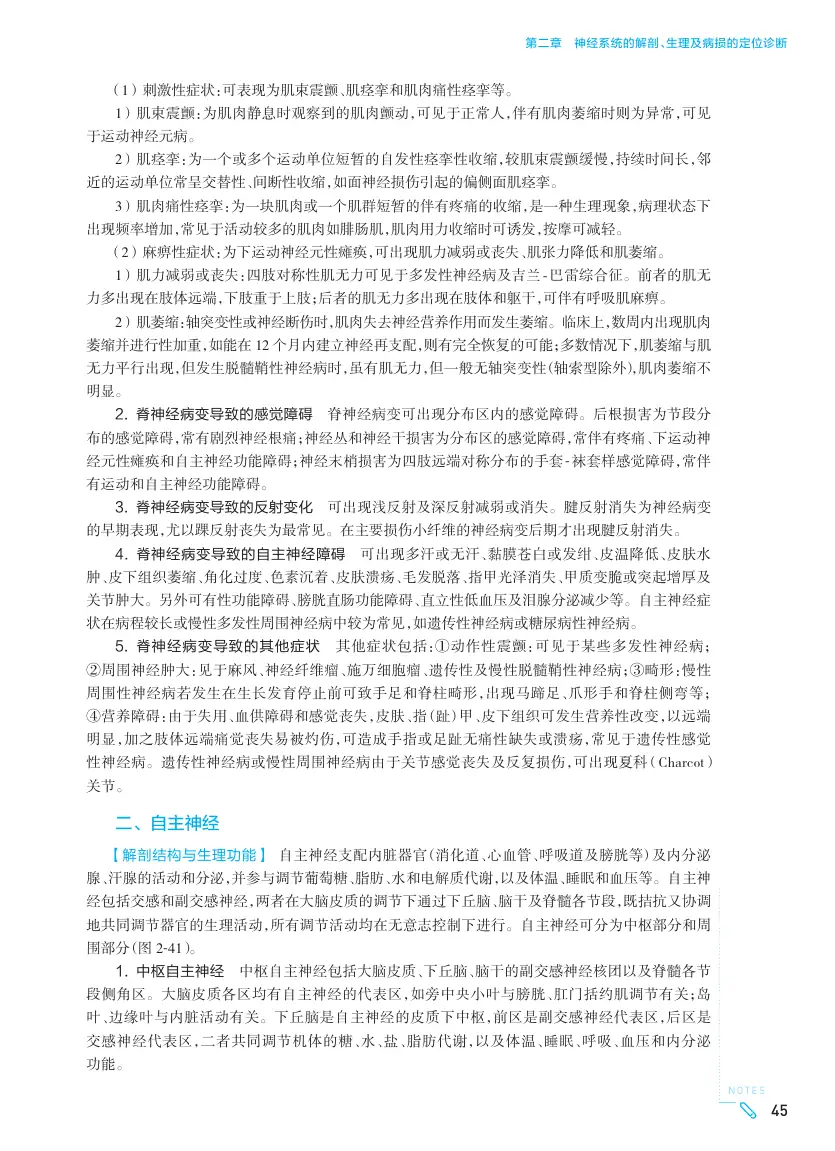 第二章　神经系统的解剖、生理及病损的定位诊断
（1）刺激性症状：可表现为肌束震颤、肌痉挛和肌肉痛性痉挛等。
1）肌束震颤：为肌肉静息时观察到的肌肉颤动，可见于正常人，伴有肌肉萎缩时则为异常，可见
于运动神经元病。
2）肌痉挛：为一个或多个运动单位短暂的自发性痉挛性收缩，较肌束震颤缓慢，持续时间长，邻
近的运动单位常呈交替性、间断性收缩，如面神经损伤引起的偏侧面肌痉挛。
3）肌肉痛性痉挛：为一块肌肉或一个肌群短暂的伴有疼痛的收缩，是一种生理现象，病理状态下
出现频率增加，常见于活动较多的肌肉如腓肠肌，肌肉用力收缩时可诱发，按摩可减轻。
（2）麻痹性症状：为下运动神经元性瘫痪，可出现肌力减弱或丧失、肌张力降低和肌萎缩。
1）肌力减弱或丧失：四肢对称性肌无力可见于多发性神经病及吉兰-巴雷综合征。前者的肌无
力多出现在肢体远端，下肢重于上肢；后者的肌无力多出现在肢体和躯干，可伴有呼吸肌麻痹。
2）肌萎缩：轴突变性或神经断伤时，肌肉失去神经营养作用而发生萎缩。临床上，数周内出现肌肉
萎缩并进行性加重，如能在 12 个月内建立神经再支配，则有完全恢复的可能；多数情况下，肌萎缩与肌
无力平行出现，但发生脱髓鞘性神经病时，虽有肌无力，但一般无轴突变性（轴索型除外），肌肉萎缩不
明显。
2. 脊神经病变导致的感觉障碍　脊神经病变可出现分布区内的感觉障碍。后根损害为节段分
布的感觉障碍，常有剧烈神经根痛；神经丛和神经干损害为分布区的感觉障碍，常伴有疼痛、下运动神
经元性瘫痪和自主神经功能障碍；神经末梢损害为四肢远端对称分布的手套-袜套样感觉障碍，常伴
有运动和自主神经功能障碍。
3. 脊神经病变导致的反射变化　可出现浅反射及深反射减弱或消失。腱反射消失为神经病变
的早期表现，尤以踝反射丧失为最常见。在主要损伤小纤维的神经病变后期才出现腱反射消失。
4. 脊神经病变导致的自主神经障碍　可出现多汗或无汗、黏膜苍白或发绀、皮温降低、皮肤水
肿、皮下组织萎缩、角化过度、色素沉着、皮肤溃疡、毛发脱落、指甲光泽消失、甲质变脆或突起增厚及
关节肿大。另外可有性功能障碍、膀胱直肠功能障碍、直立性低血压及泪腺分泌减少等。自主神经症
状在病程较长或慢性多发性周围神经病中较为常见，如遗传性神经病或糖尿病性神经病。
5. 脊神经病变导致的其他症状　其他症状包括：①动作性震颤：可见于某些多发性神经病；
②周围神经肿大：见于麻风、神经纤维瘤、施万细胞瘤、遗传性及慢性脱髓鞘性神经病；③畸形：慢性
周围性神经病若发生在生长发育停止前可致手足和脊柱畸形，出现马蹄足、爪形手和脊柱侧弯等；
④营养障碍：由于失用、血供障碍和感觉丧失，皮肤、指（趾）甲、皮下组织可发生营养性改变，以远端
明显，加之肢体远端痛觉丧失易被灼伤，可造成手指或足趾无痛性缺失或溃疡，常见于遗传性感觉
性神经病。遗传性神经病或慢性周围神经病由于关节感觉丧失及反复损伤，可出现夏科（Charcot）
关节。
二、自主神经
【解剖结构与生理功能】　自主神经支配内脏器官（消化道、心血管、呼吸道及膀胱等）及内分泌
腺、汗腺的活动和分泌，并参与调节葡萄糖、脂肪、水和电解质代谢，以及体温、睡眠和血压等。自主神
经包括交感和副交感神经，两者在大脑皮质的调节下通过下丘脑、脑干及脊髓各节段，既拮抗又协调
地共同调节器官的生理活动，所有调节活动均在无意志控制下进行。自主神经可分为中枢部分和周
围部分（图 2-41）。
1. 中枢自主神经　中枢自主神经包括大脑皮质、下丘脑、脑干的副交感神经核团以及脊髓各节
段侧角区。大脑皮质各区均有自主神经的代表区，如旁中央小叶与膀胱、肛门括约肌调节有关；岛
叶、边缘叶与内脏活动有关。下丘脑是自主神经的皮质下中枢，前区是副交感神经代表区，后区是
交感神经代表区，二者共同调节机体的糖、水、盐、脂肪代谢，以及体温、睡眠、呼吸、血压和内分泌
功能。
NOTES
45